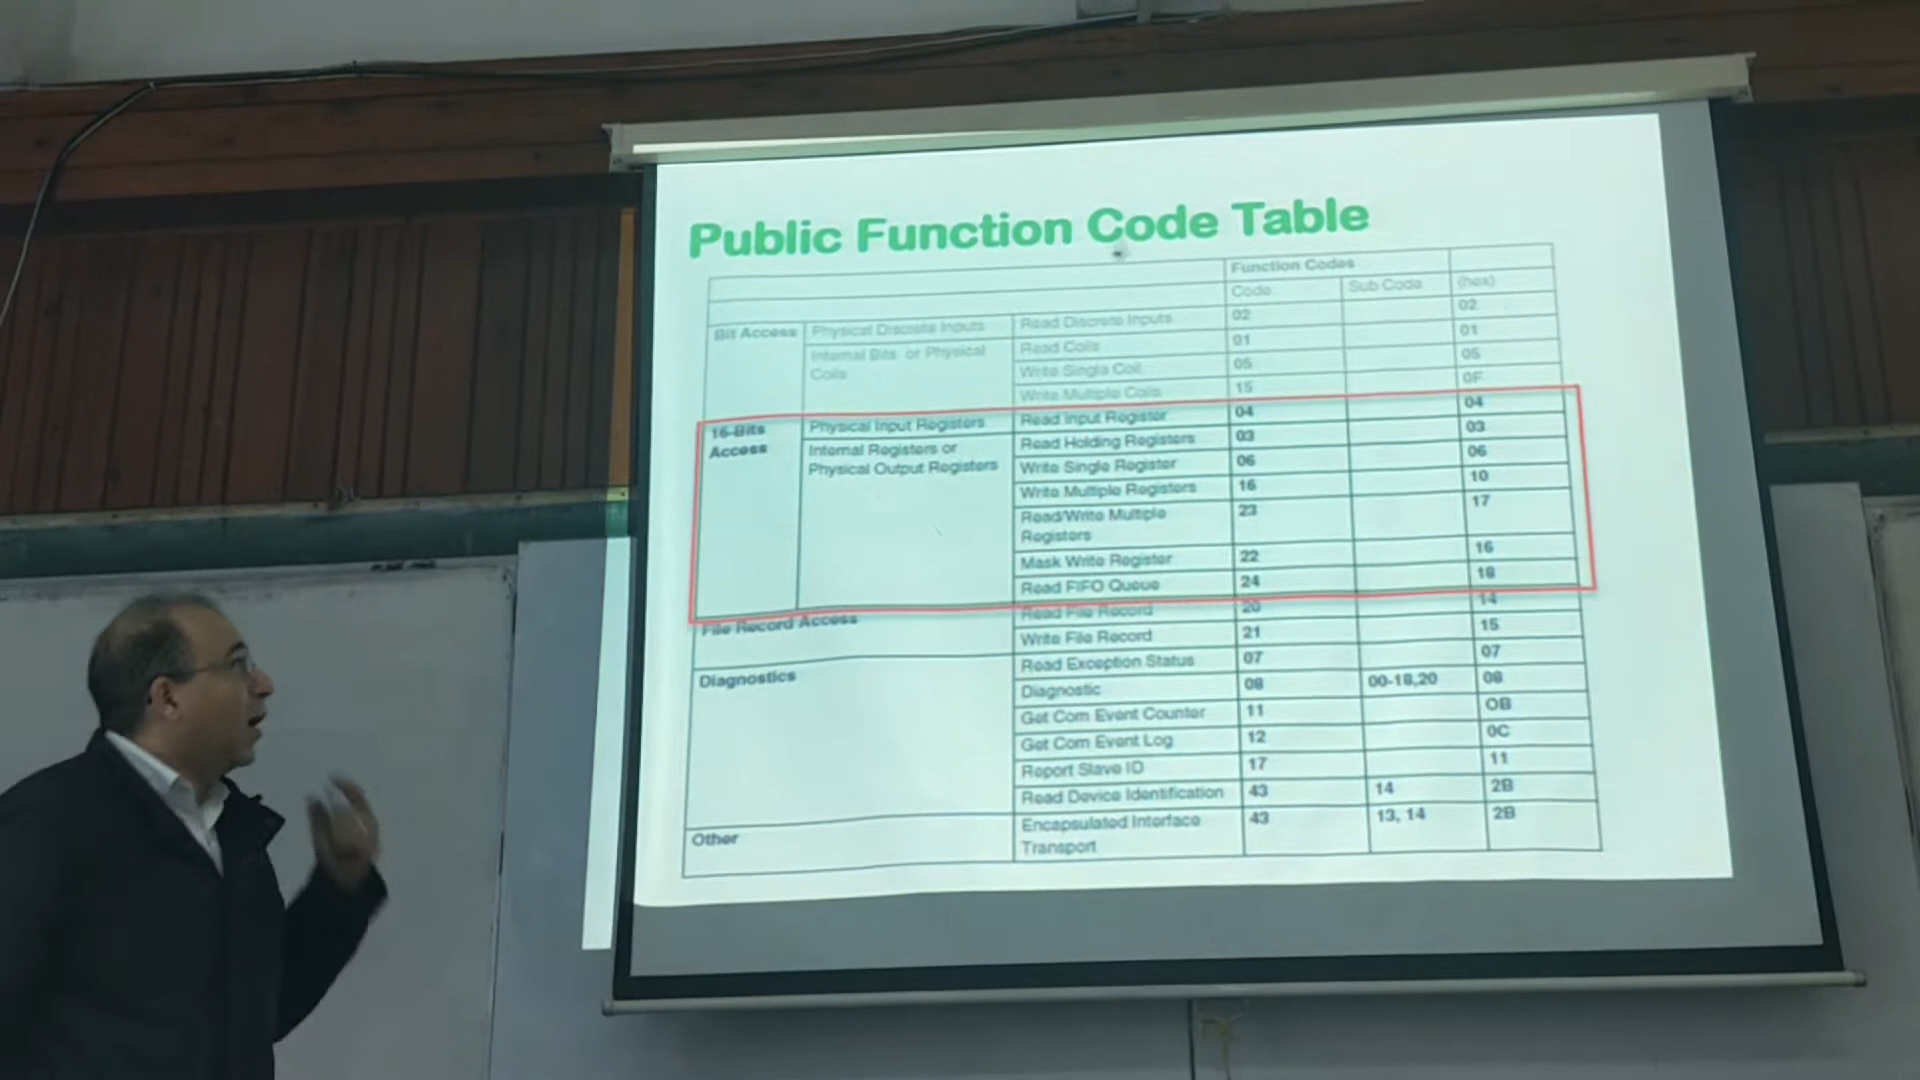 Public Function Code Table
Function Codes
Code Sub Code (hex)
Bit Access Physical Discrete Inputs Read Discrete Inputs 02 02
Internal Bits or Physical Read Coils 01 01
Coils Write Single Coil 05 05
Write Multiple Coils 15 0F
16-Bits Physical Input Registers Read Input Register 04 04
Access Internal Registers or Read Holding Registers 03 03
Physical Output Registers Write Single Register 06 06
Write Multiple Registers 16 10
Read/Write Multiple 23 17
Registers
Mask Write Register 22 16
Read FIFO Queue 24 18
File Record Access Read File Record 20 14
Write File Record 21 15
Diagnostics Read Exception Status 07 07
Diagnostic 08 00-18,20 08
Get Com Event Counter 11 OB
Get Com Event Log 12 0C
Report Slave ID 17 11
Read Device Identification 43 14 2B
Other Encapsulated Interface 43 13, 14 2B
Transport